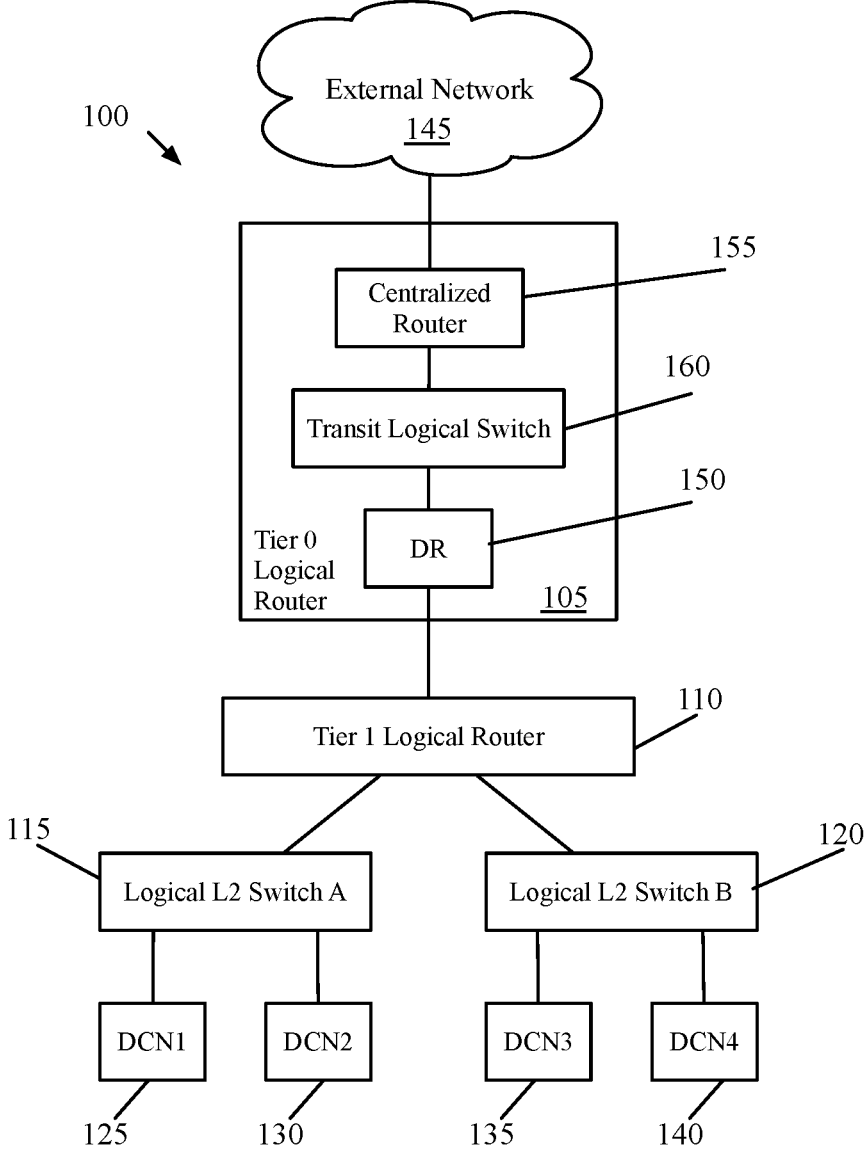 External Network
145
100
155
Centralized
Router
160
Transit Logical Switch
150
DR
Tier 0
Logical
Router
105
110
Tier 1 Logical Router
115
120
Logical L2 Switch A
Logical L2 Switch B
DCN1
DCN2
DCN3
DCN4
125
130
135
140